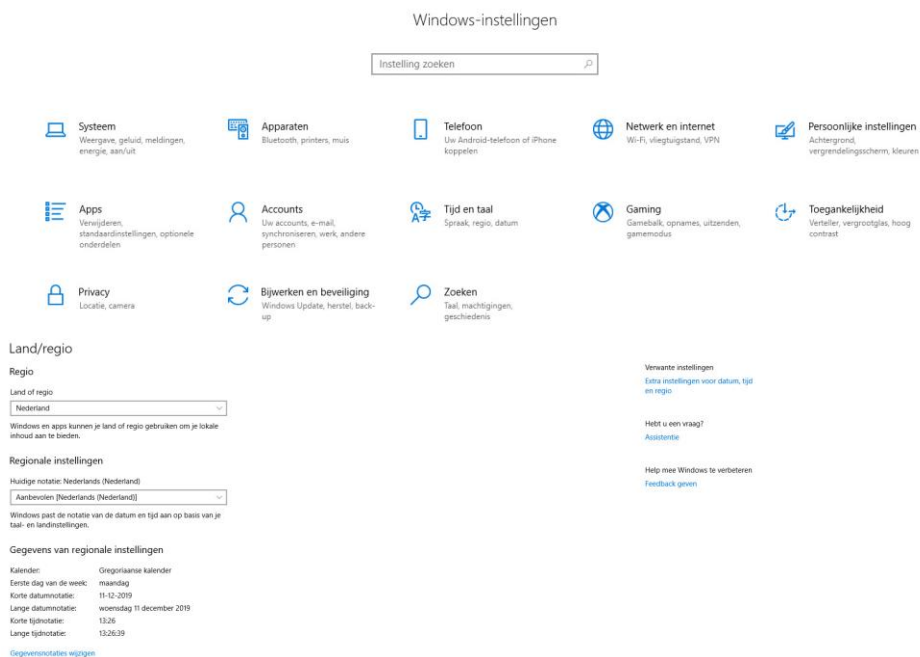 Windows-instellingen
Instelling zoeken
Systeem
Weergave, geluid, meldingen,
energie, aan/uit
Apparaten
Bluetooth, printers, muis
Telefoon
Uw Android-telefoon of iPhone
koppelen
Netwerk en internet
Wi-Fi, vliegtuigstand, VPN
Persoonlijke instellingen
Achtergrond,
vergrendelingsscherm, kleuren
Apps
Verwijderen,
standaardinstellingen, optionele
onderdelen
Accounts
Uw accounts, e-mail,
synchroniseren, werk, andere
personen
Tijd en taal
Spraak, regio, datum
Gaming
Gamebalk, opnames, uitzenden,
gamemodus
Toegankelijkheid
Verteller, vergrootglas, hoog
contrast
Privacy
Locatie, camera
Bijwerken en beveiliging
Windows Update, herstel, back-
up
Zoeken
Taal, machtigingen,
geschiedenis
Land/regio
Regio
Land of regio
Nederland
Windows en apps kunnen je land of regio gebruiken om je lokale
inhoud aan te bieden.
Regionale instellingen
Huidige notatie: Nederlands (Nederland)
Aanbevolen [Nederlands (Nederland)]
Windows past de notatie van de datum en tijd aan op basis van je
taal- en landinstellingen.
Gegevens van regionale instellingen
Kalender: Gregoriaanse kalender
Eerste dag van de week: maandag
Korte datumnotatie: 11-12-2019
Lange datumnotatie: woensdag 11 december 2019
Korte tijdnotatie: 13:26
Lange tijdnotatie: 13:26:39
Gegevensnotaties wijzigen
Verwante instellingen
Extra instellingen voor datum, tijd
en regio
Hebt u een vraag?
Assistentie
Help mee Windows te verbeteren
Feedback geven